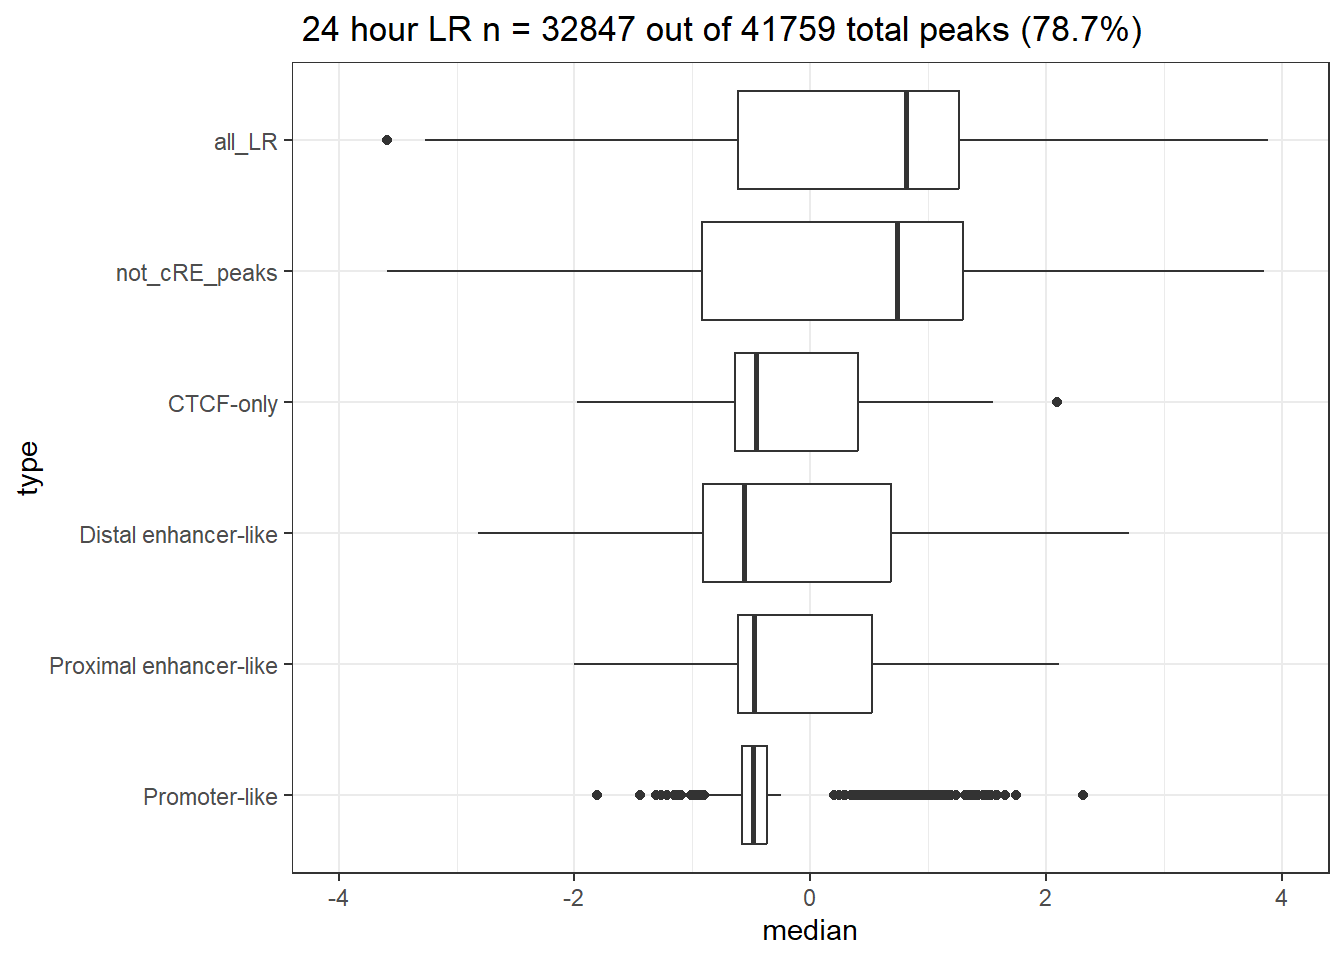 24 hour LR n = 32847 out of 41759 total peaks (78.7%)
all_LR
not_cRE_peaks
CTCF-only
Distal enhancer-like
Proximal enhancer-like
Promoter-like
type
-4 -2 0 2 4
median